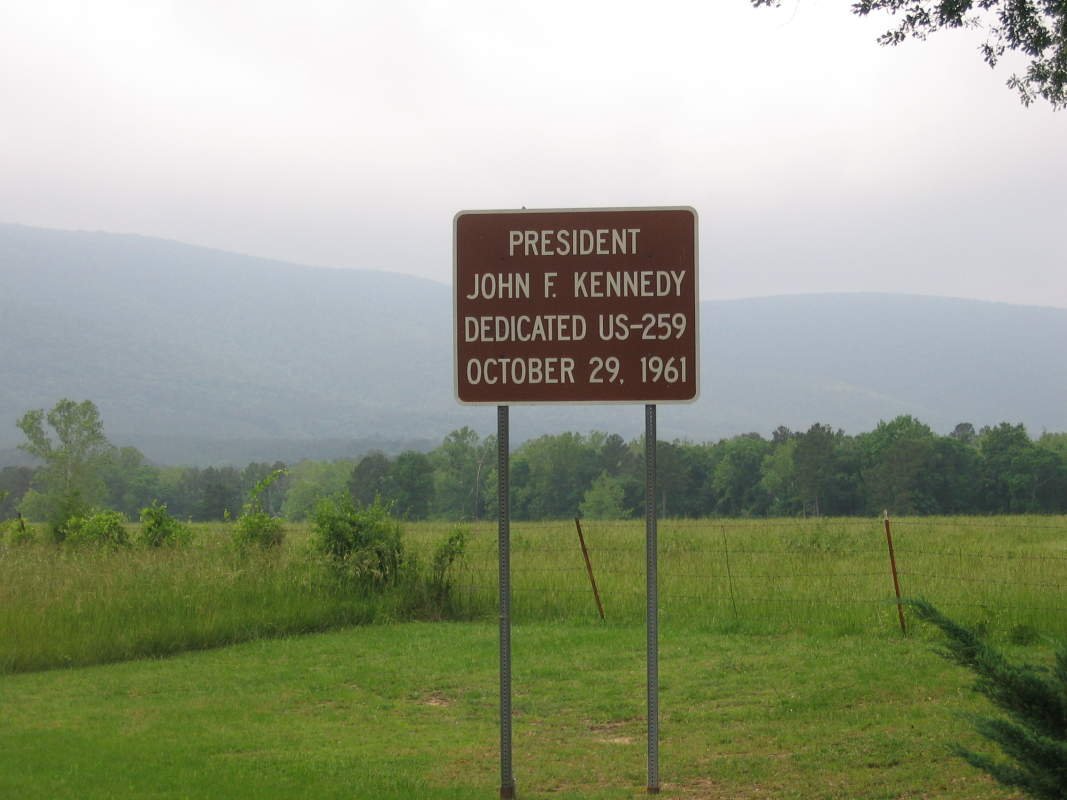 PRESIDENT
JOHN F. KENNEDY
DEDICATED US-259
OCTOBER 29, 1961